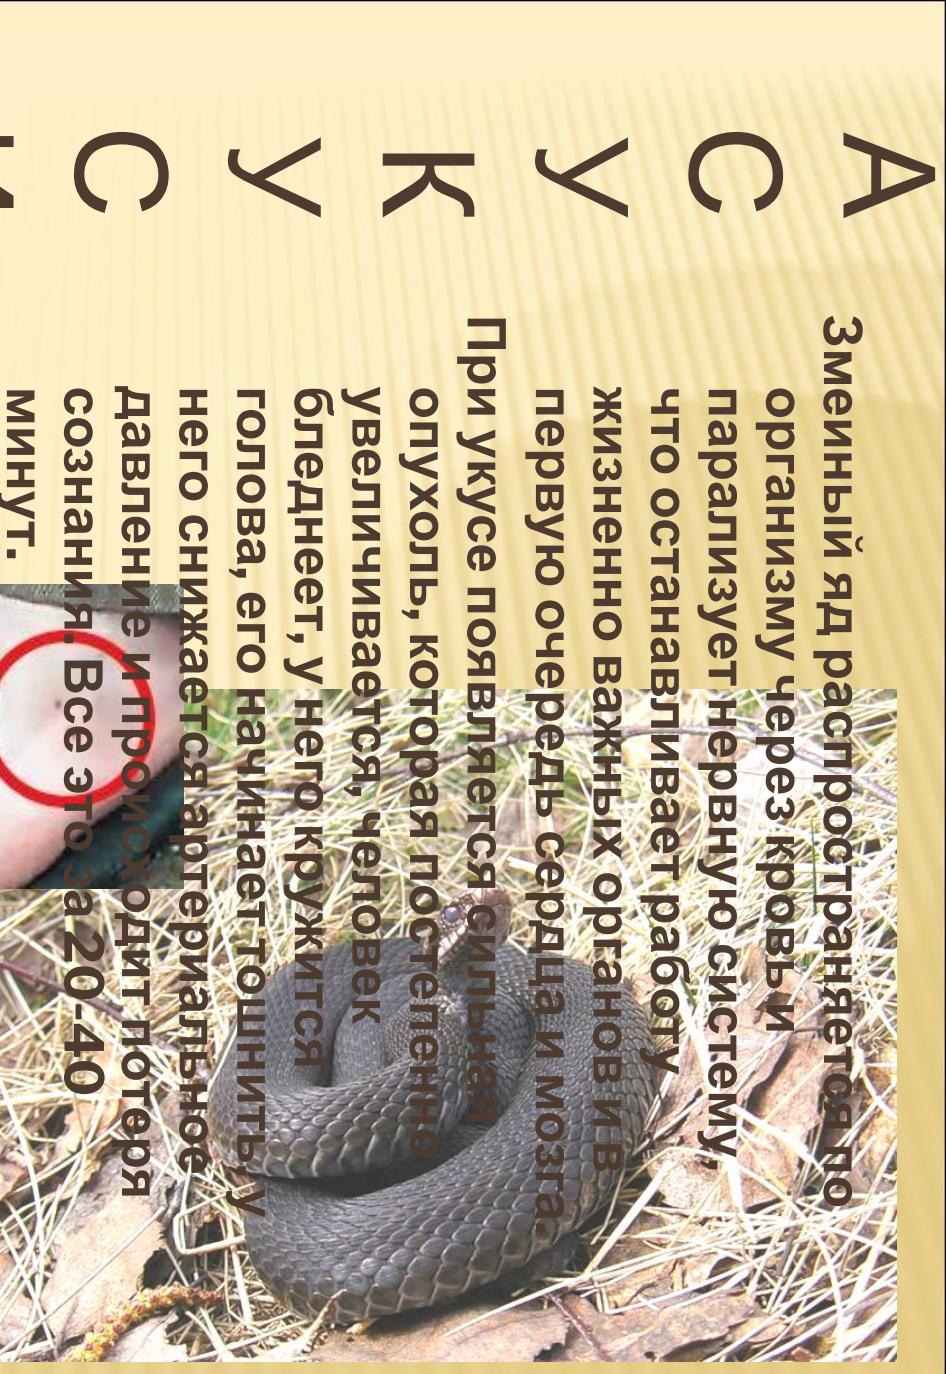 А
С
У
К
У
С
Змеиный яд распространяется по
организму через кровь и
парализует нервную систему,
что останавливает работу
жизненно важных органов и в
первую очередь сердца и мозга.
При укусе появляется сильная
опухоль, которая постепенно
увеличивается, человек
бледнеет, у него кружится
голова, его начинает тошнить, у
него снижается артериальное
давление и происходит потеря
сознания. Все это за 20-40
минут.